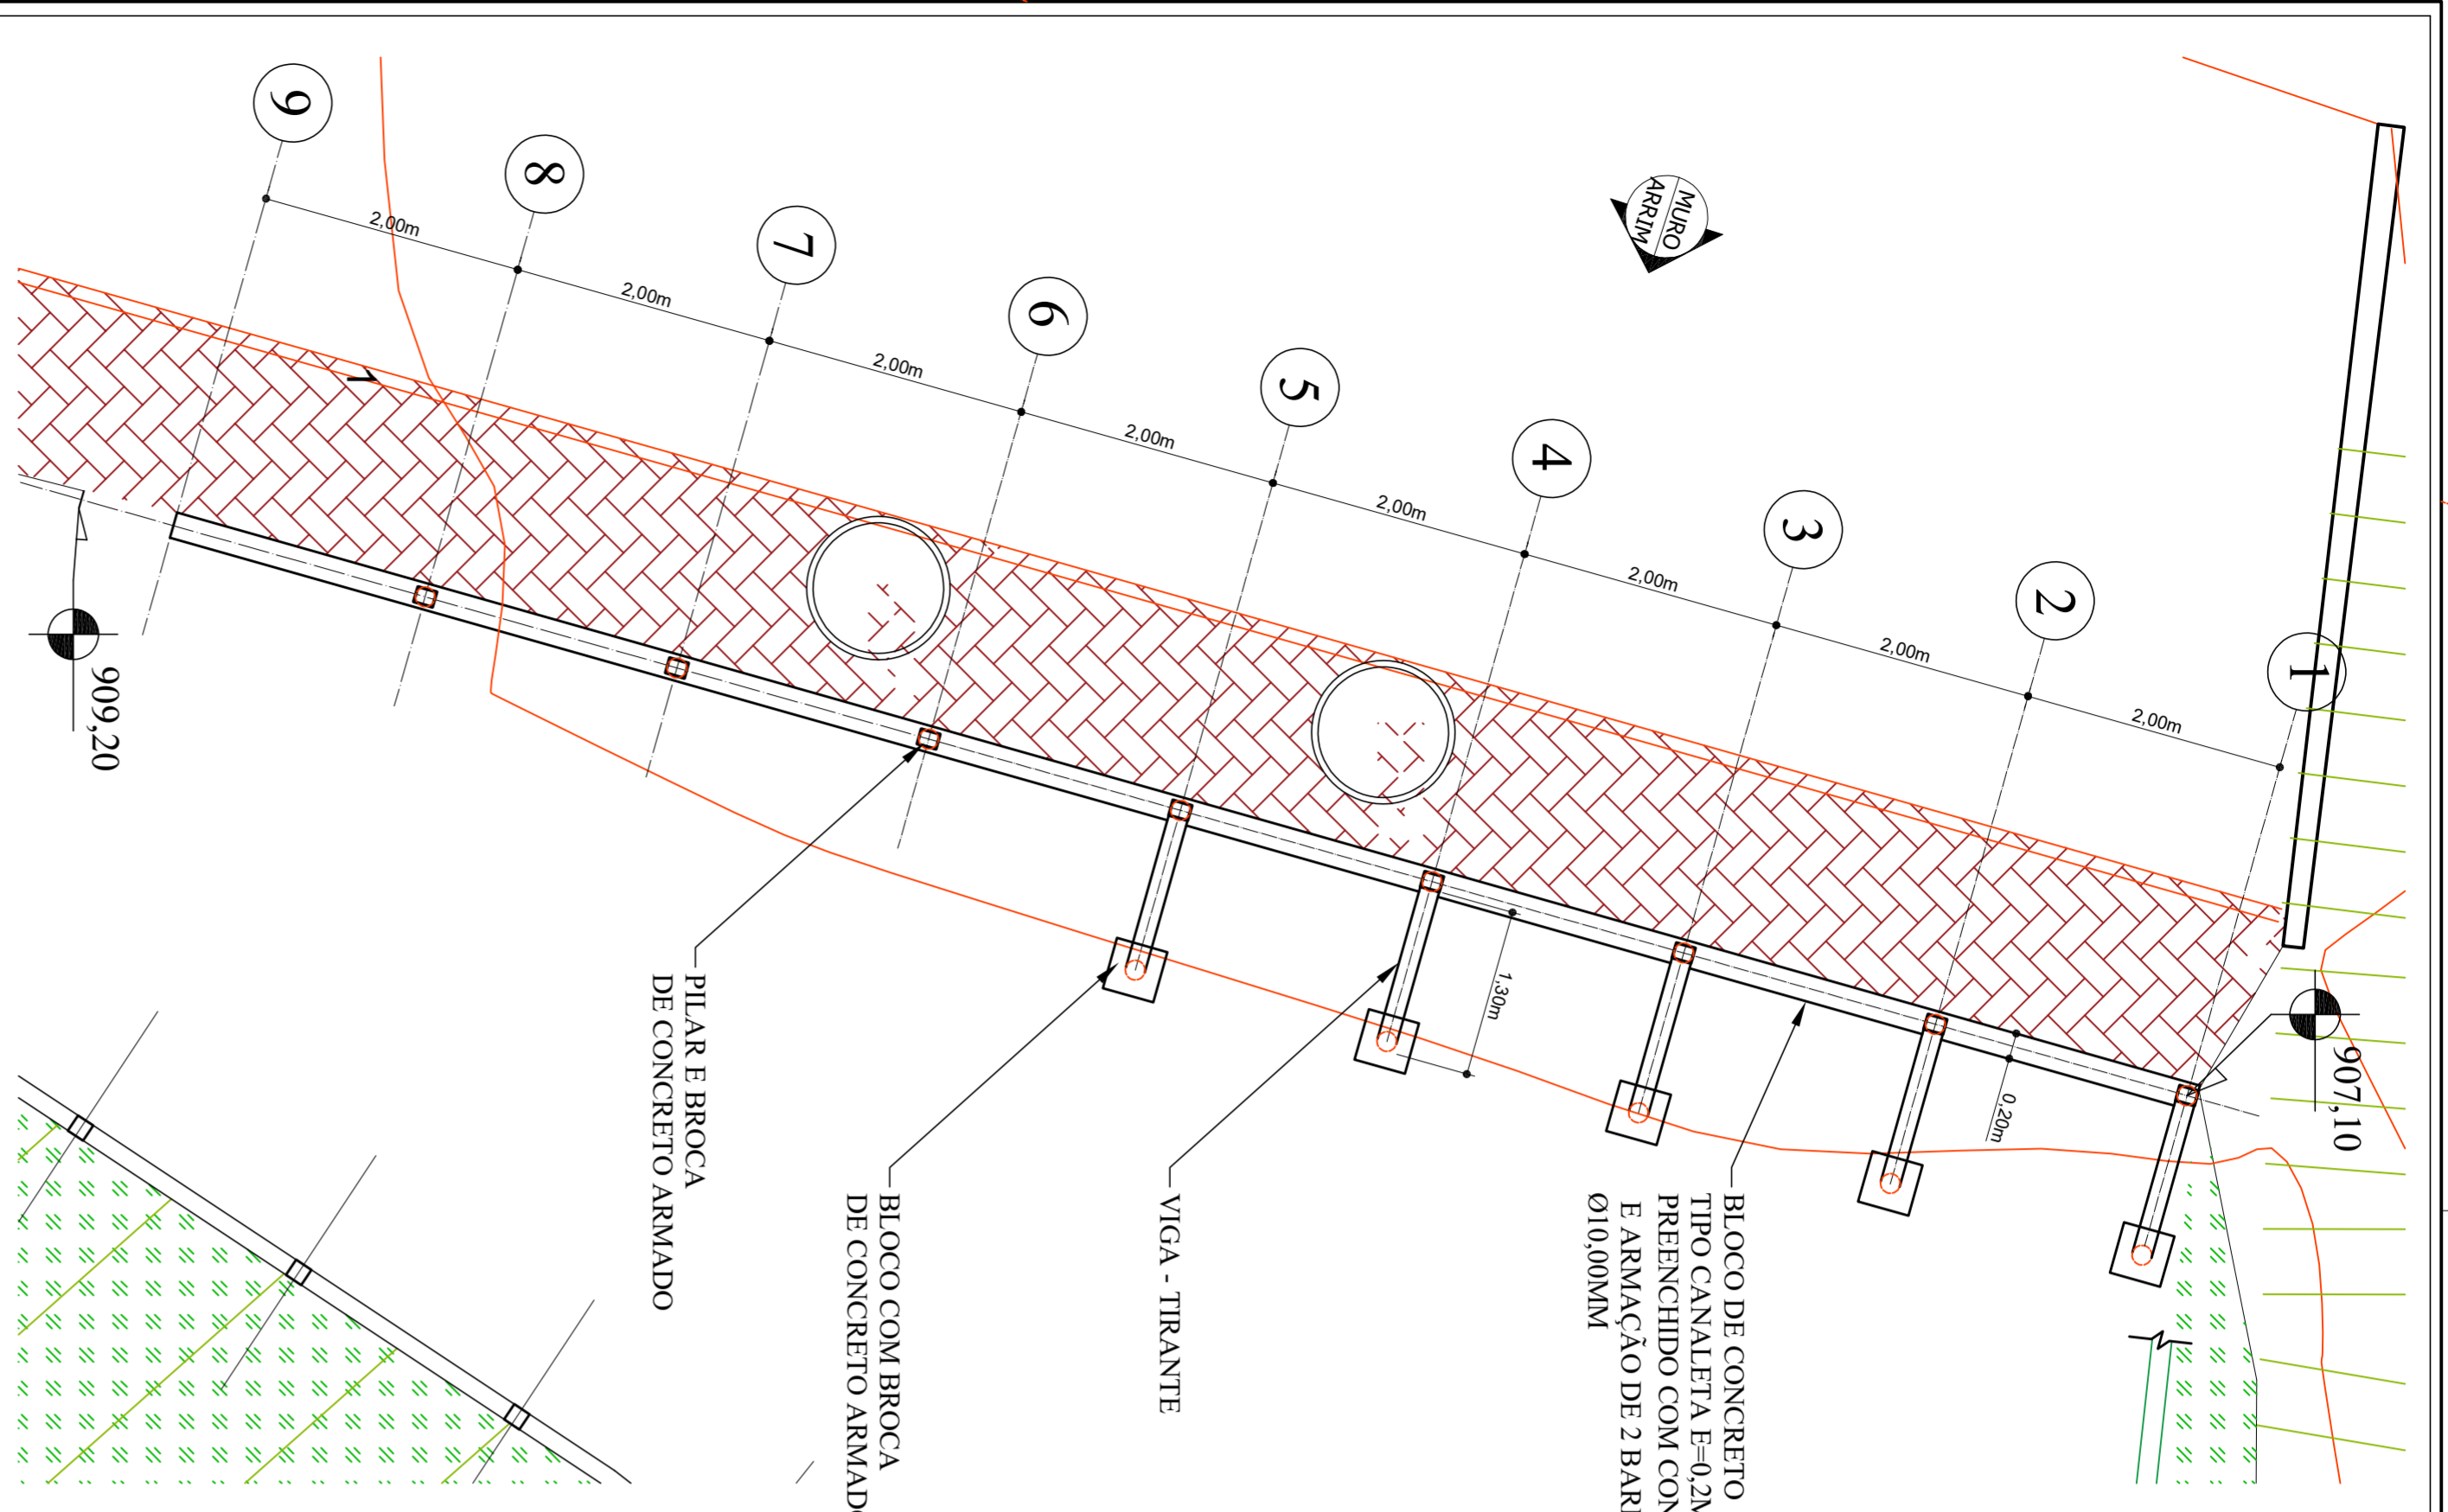 9
8
7
6
5
4
3
2
1
2,00m
2,00m
2,00m
2,00m
2,00m
2,00m
2,00m
2,00m
MURO
ARRIM
1
909,20
907,10
1,30m
0,20m
PILAR E BROCA
DE CONCRETO ARMADO
BLOCO COM BROCA
DE CONCRETO ARMADO
VIGA - TIRANTE
BLOCO DE CONCRETO
TIPO CANALETA E=0,2M
PREENCHIDO COM CON
E ARMAÇÃO DE 2 BAR
Ø10,00MM